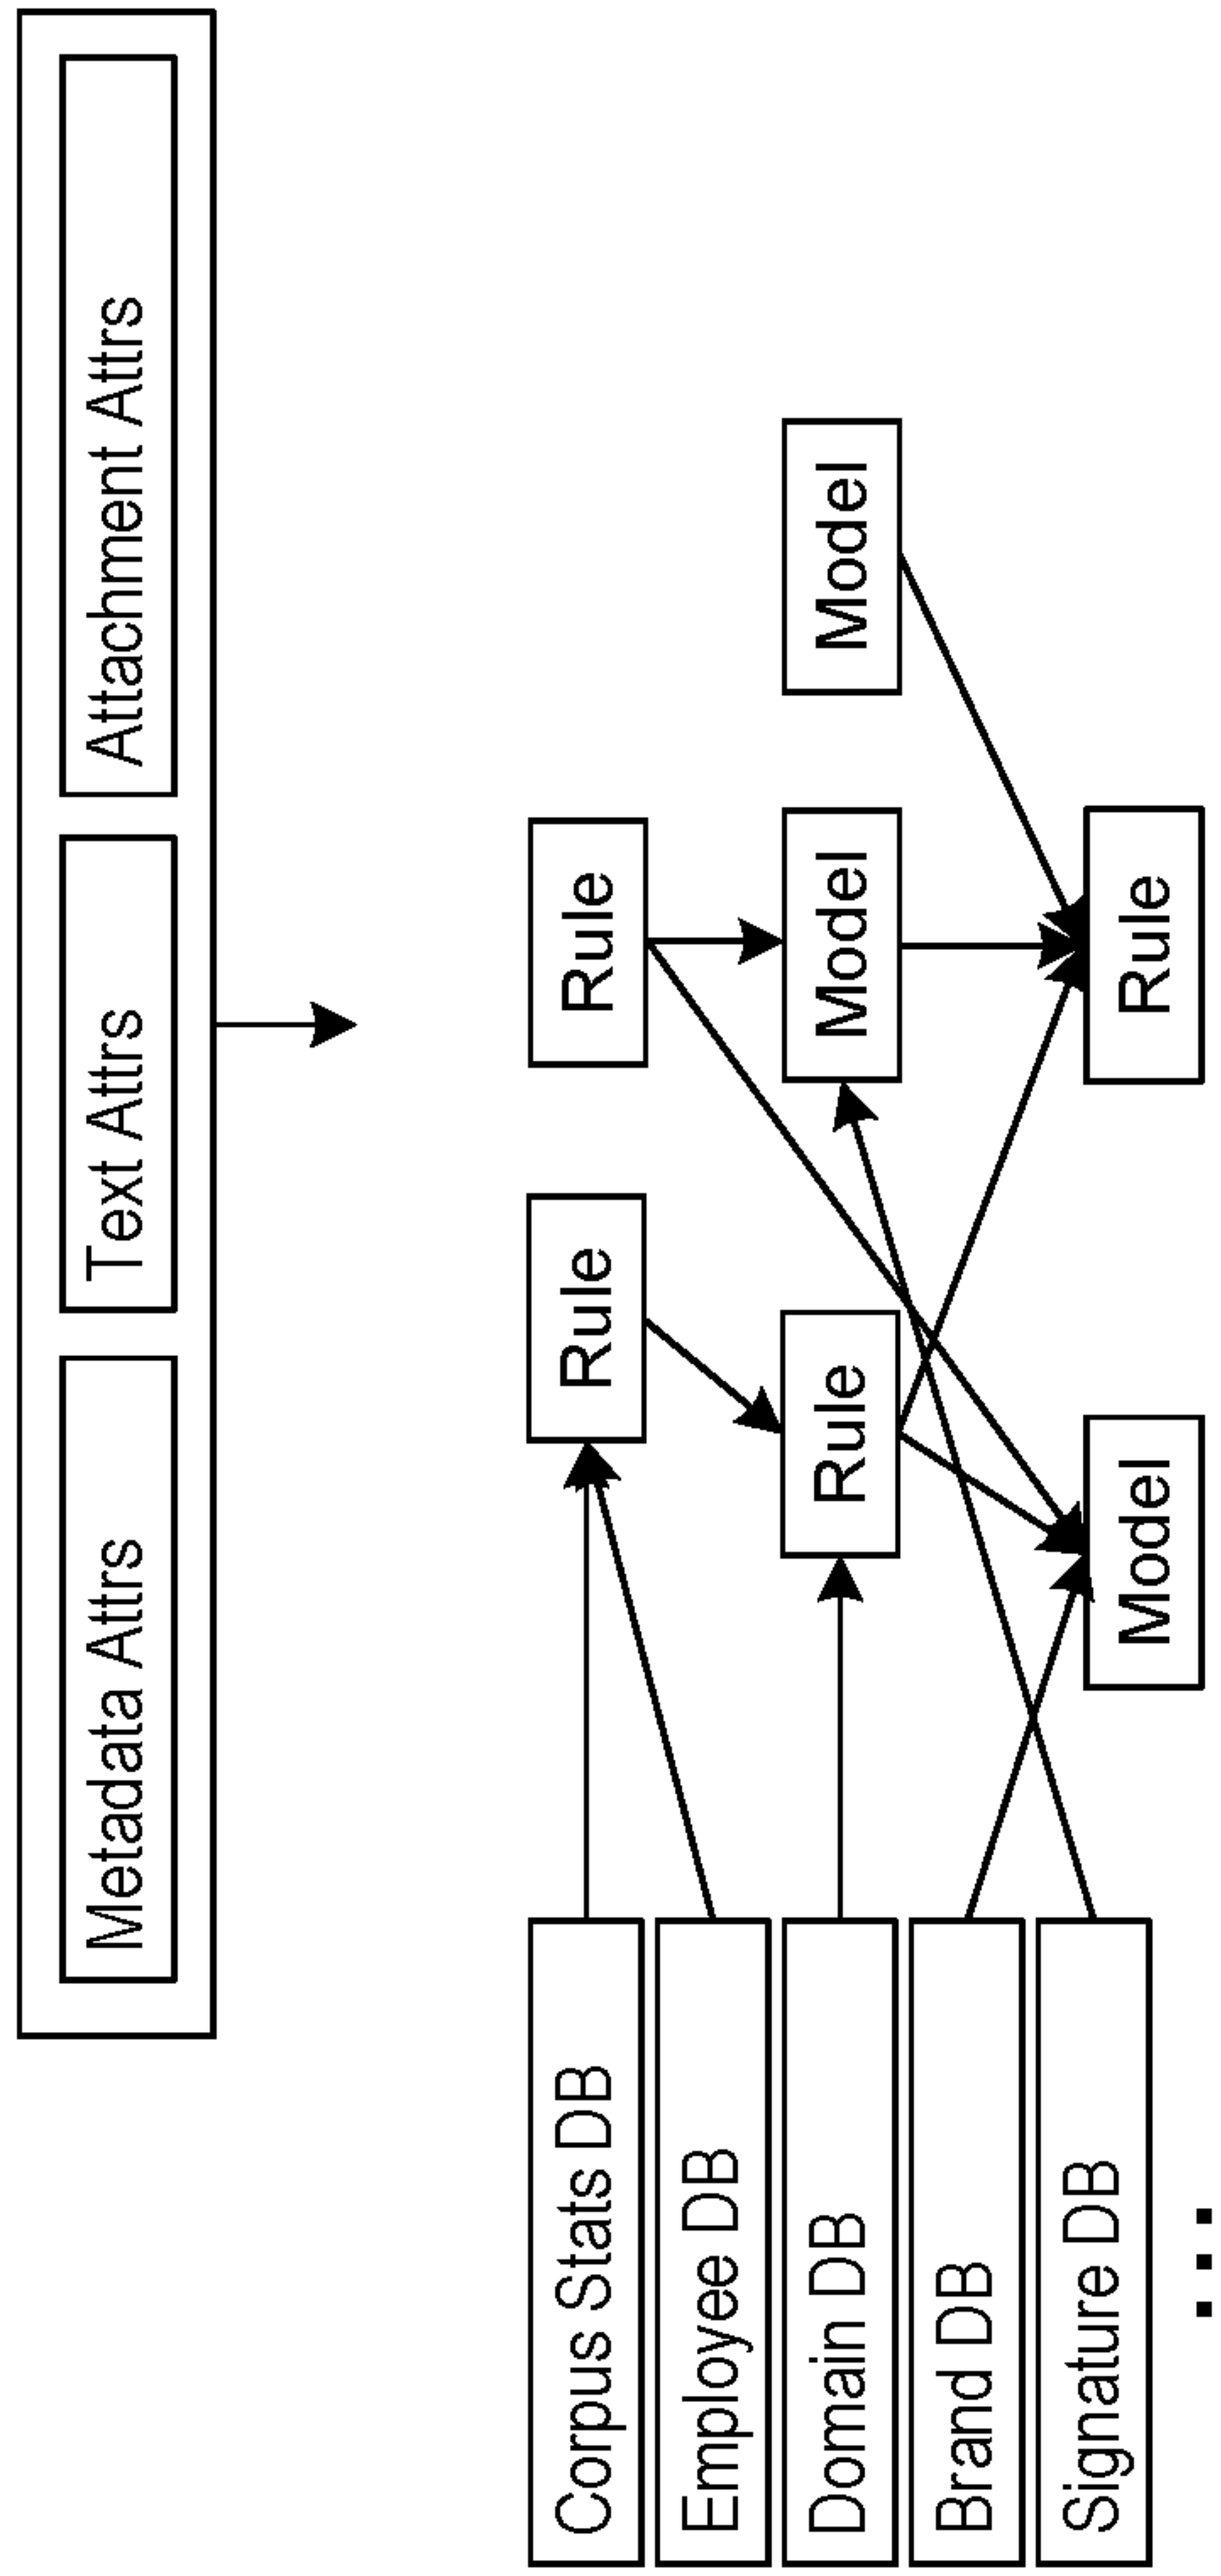 Metadata Attrs
Text Attrs
Attachment Attrs
Corpus Stats DB
Employee DB
Domain DB
Brand DB
Signature DB
...
Rule
Rule
Rule
Model
Model
Model
Rule